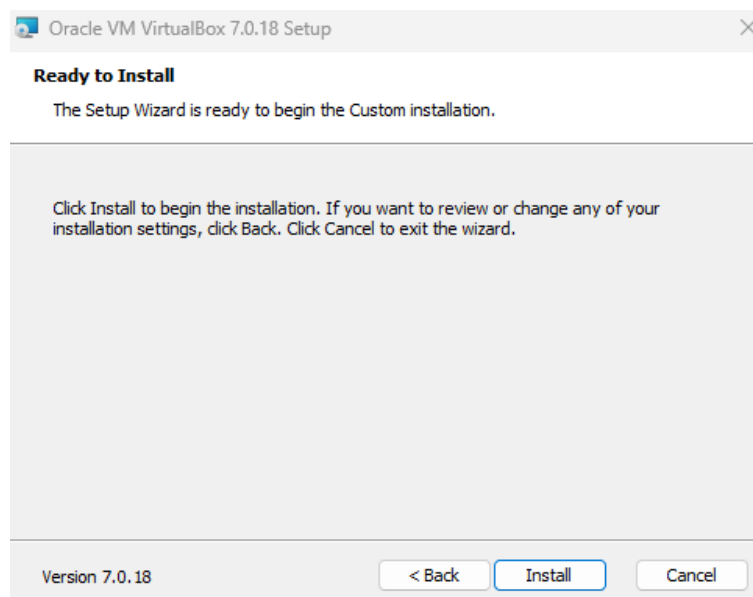 Oracle VM VirtualBox 7.0.18 Setup
Ready to Install
The Setup Wizard is ready to begin the Custom installation.
Click Install to begin the installation. If you want to review or change any of your
installation settings, click Back. Click Cancel to exit the wizard.
Version 7.0.18
< Back
Install
Cancel